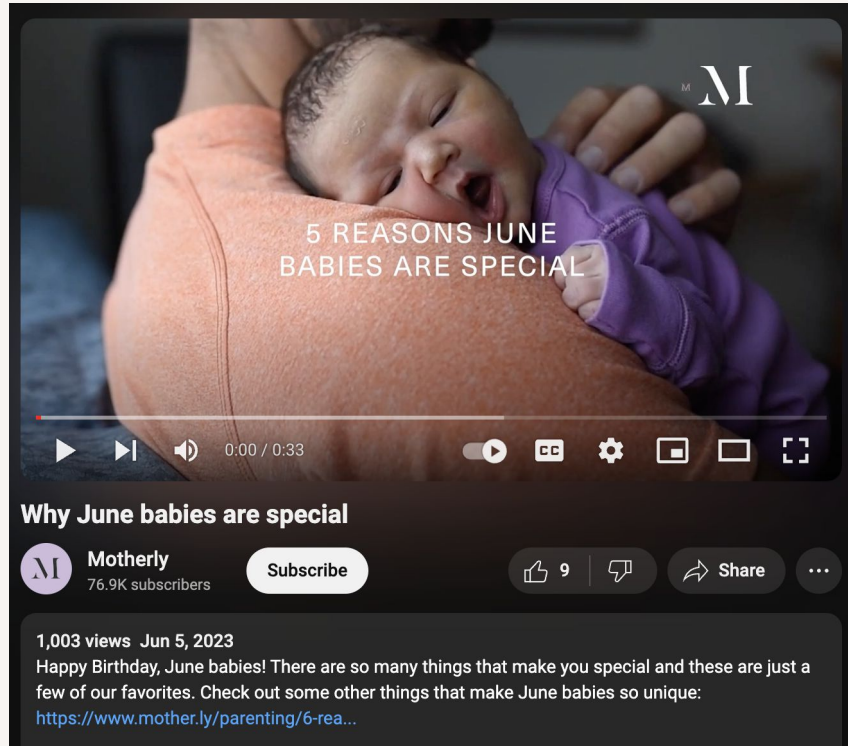 M M
5 REASONS JUNE
BABIES ARE SPECIAL
0:00 / 0:33
CC
Why June babies are special
M
Motherly
76.9K subscribers
Subscribe
9
Share
1,003 views Jun 5, 2023
Happy Birthday, June babies! There are so many things that make you special and these are just a
few of our favorites. Check out some other things that make June babies so unique:
https://www.mother.ly/parenting/6-rea...